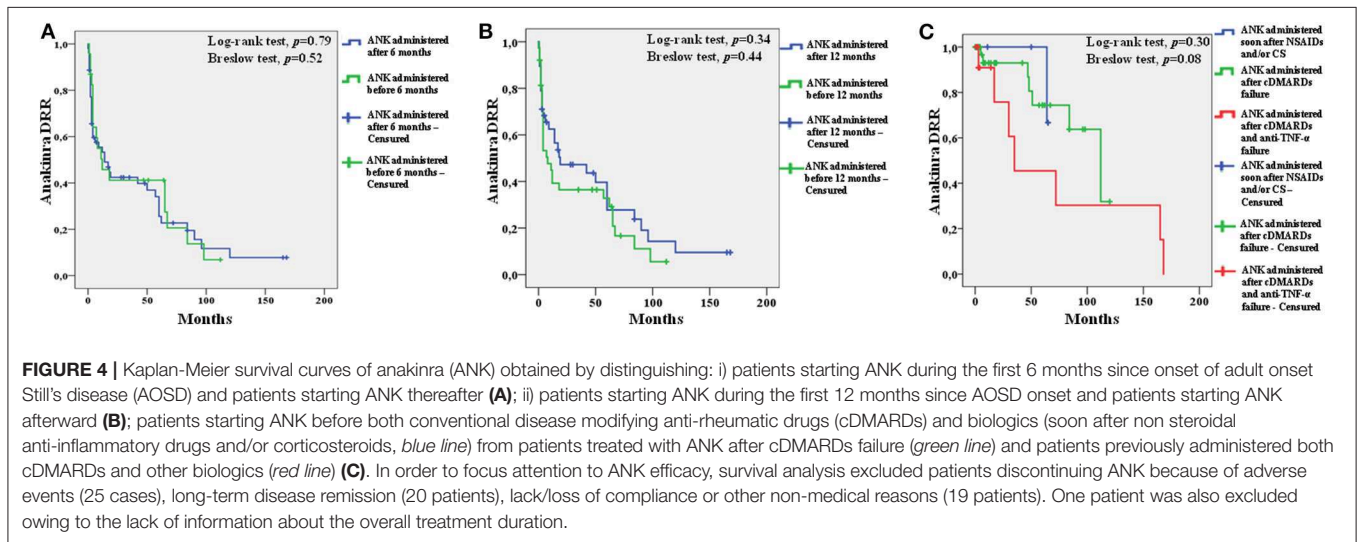 A
Log-rank test, p=0.79
Breslow test, p=0.52
Anakinra DRR
1,0
0,8
0,6
0,4
0,2
0,0
0
50
100
150
200
Months
ANK administered
after 6 months
ANK administered
before 6 months
ANK administered
after 6 months –
Censured
ANK administered
before 6 months –
Censured
B
Log-rank test, p=0.34
Breslow test, p=0.44
Anakinra DRR
1,0
0,8
0,6
0,4
0,2
0,0
0
50
100
150
200
Months
ANK administered
after 12 months
ANK administered
before 12 months
ANK administered
after 12 months –
Censured
ANK administered
before 12 months –
Censured
C
Log-rank test, p=0.30
Breslow test, p=0.08
Anakinra DRR
1,0
0,8
0,6
0,4
0,2
0,0
0
50
100
150
200
Months
ANK administered
soon after NSAIDs
and/or CS
ANK administered
after cDMARDs
failure
ANK administered
after cDMARDs
and anti-TNF-α
failure
ANK administered
soon after NSAIDs
and/or CS –
Censured
ANK administered
after cDMARDs
failure - Censured
ANK administered
after cDMARDs
and anti-TNF-α
failure - Censured
FIGURE 4 | Kaplan-Meier survival curves of anakinra (ANK) obtained by distinguishing: i) patients starting ANK during the first 6 months since onset of adult onset
Still's disease (AOSD) and patients starting ANK thereafter (A); ii) patients starting ANK during the first 12 months since AOSD onset and patients starting ANK
afterward (B); patients starting ANK before both conventional disease modifying anti-rheumatic drugs (cDMARDs) and biologics (soon after non steroidal
anti-inflammatory drugs and/or corticosteroids, blue line) from patients treated with ANK after cDMARDs failure (green line) and patients previously administered both
cDMARDs and other biologics (red line) (C). In order to focus attention to ANK efficacy, survival analysis excluded patients discontinuing ANK because of adverse
events (25 cases), long-term disease remission (20 patients), lack/loss of compliance or other non-medical reasons (19 patients). One patient was also excluded
owing to the lack of information about the overall treatment duration.